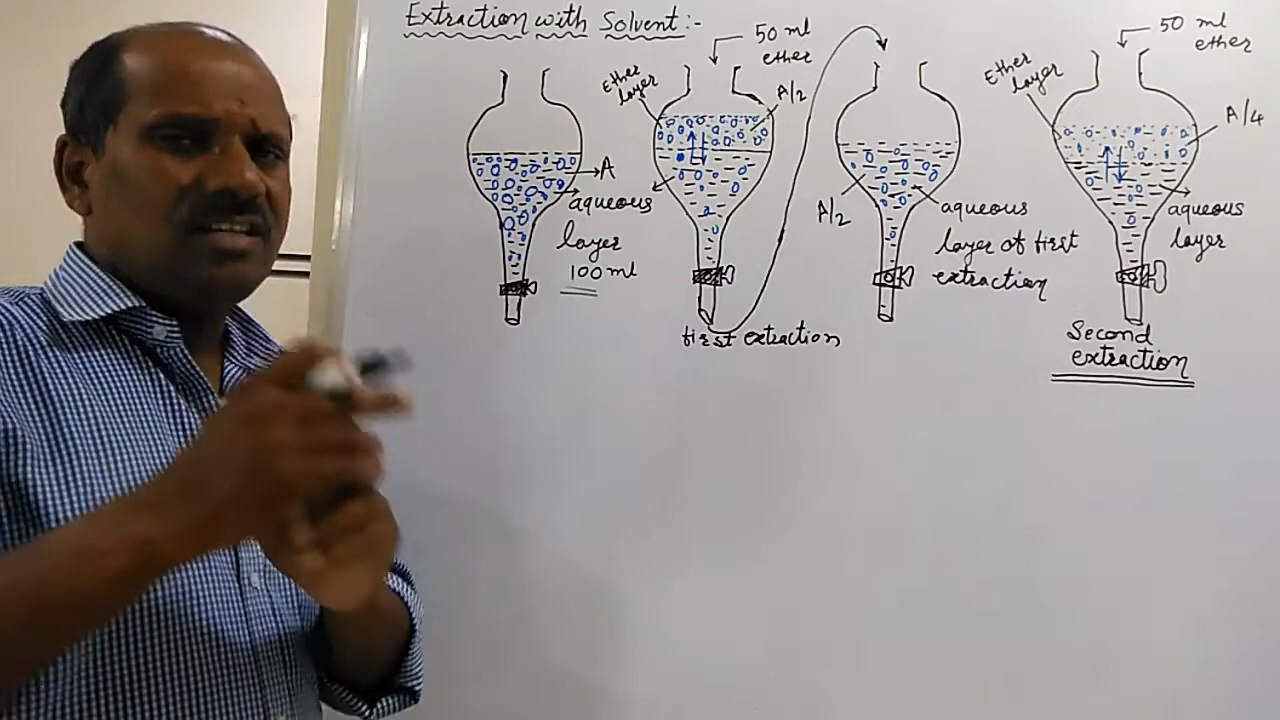 Extraction with Solvent:-
A
aqueous
layer
100 ml
50 ml
ether
Ether
layer
A/2
first extraction
A/2
aqueous
layer of first
extraction
50 ml
ether
Ether
layer
A/4
aqueous
layer
Second
extraction